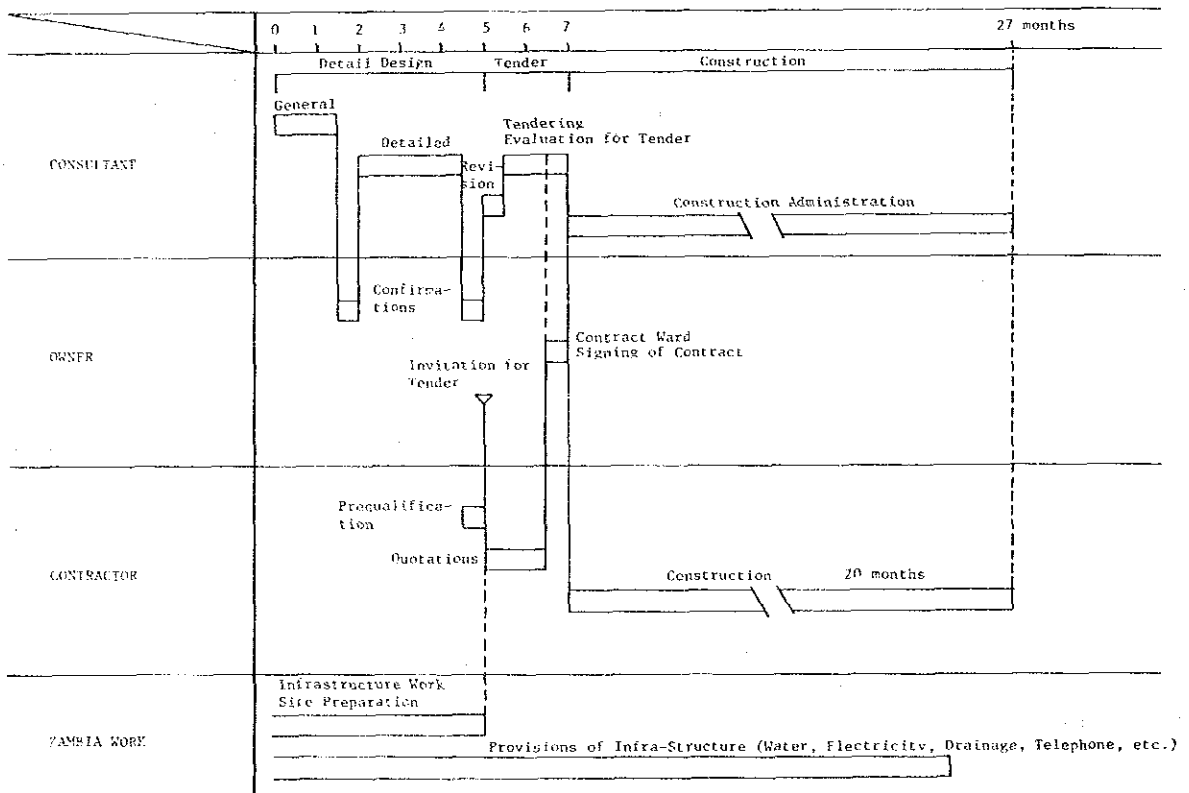 0 1 2 3 4 5 6 7 27 months
Detail Design Tender Construction
General
Tendering
Evaluation for Tender
Detailed
CONSULTANT
Revi-
sion
Construction Administration
Confirma-
tions
OWNER
Contract Ward
Signing of Contract
Invitation for
Tender
Prequalifica-
tion
Quotations
CONTRACTOR
Construction 20 months
Infrastructure Work
Site Preparation
ZAMBIA WORK
Provisions of Infra-Structure (Water, Electricity, Drainage, Telephone, etc.)